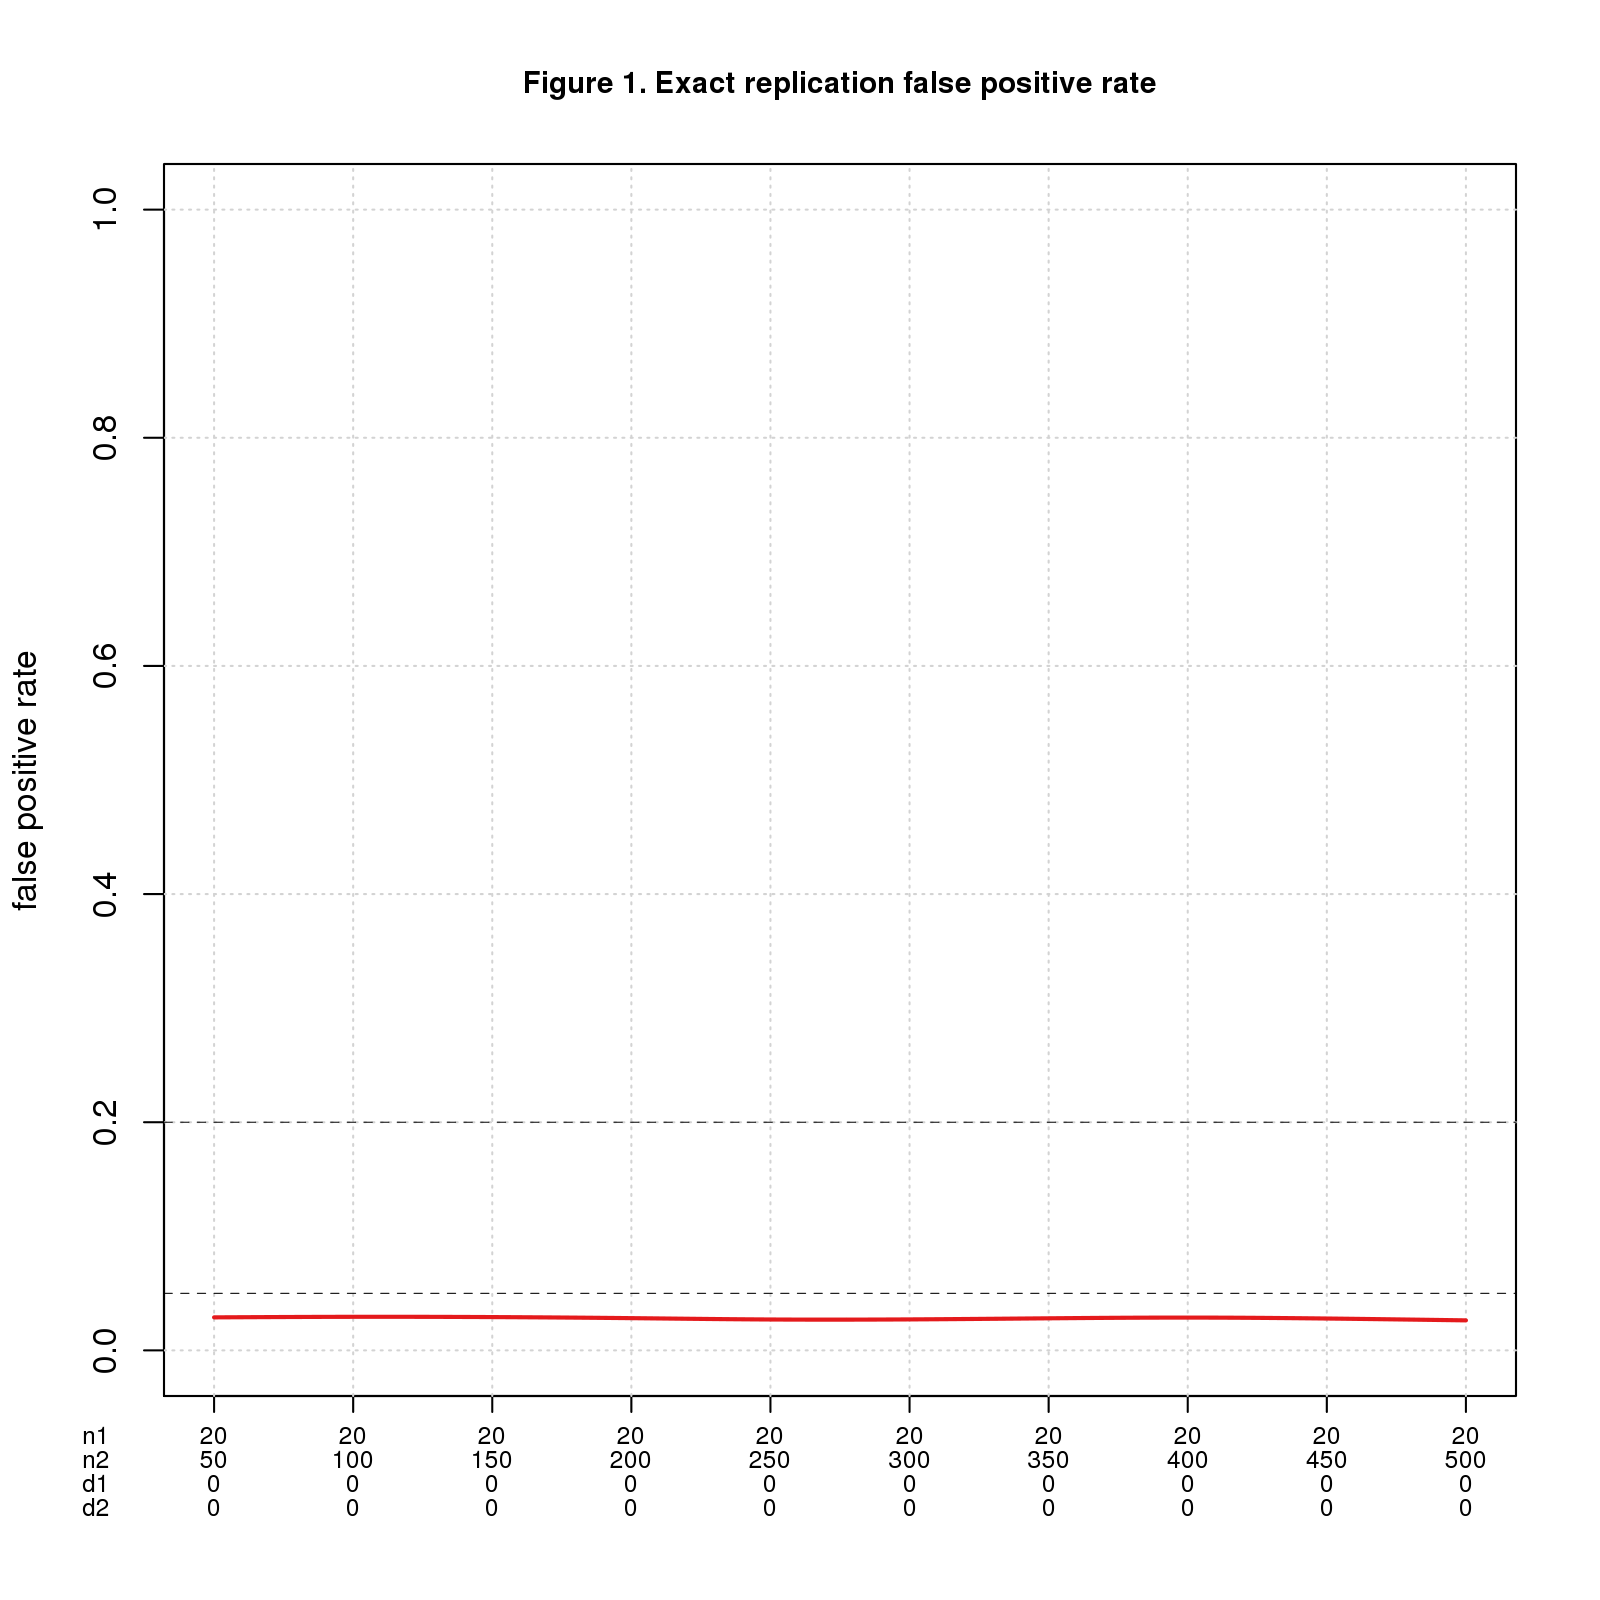 Figure 1. Exact replication false positive rate
false positive rate
1.0
0.8
0.6
0.4
0.2
0.0
n1 20 20 20 20 20 20 20 20 20 20
n2 50 100 150 200 250 300 350 400 450 500
d1 0 0 0 0 0 0 0 0 0 0
d2 0 0 0 0 0 0 0 0 0 0